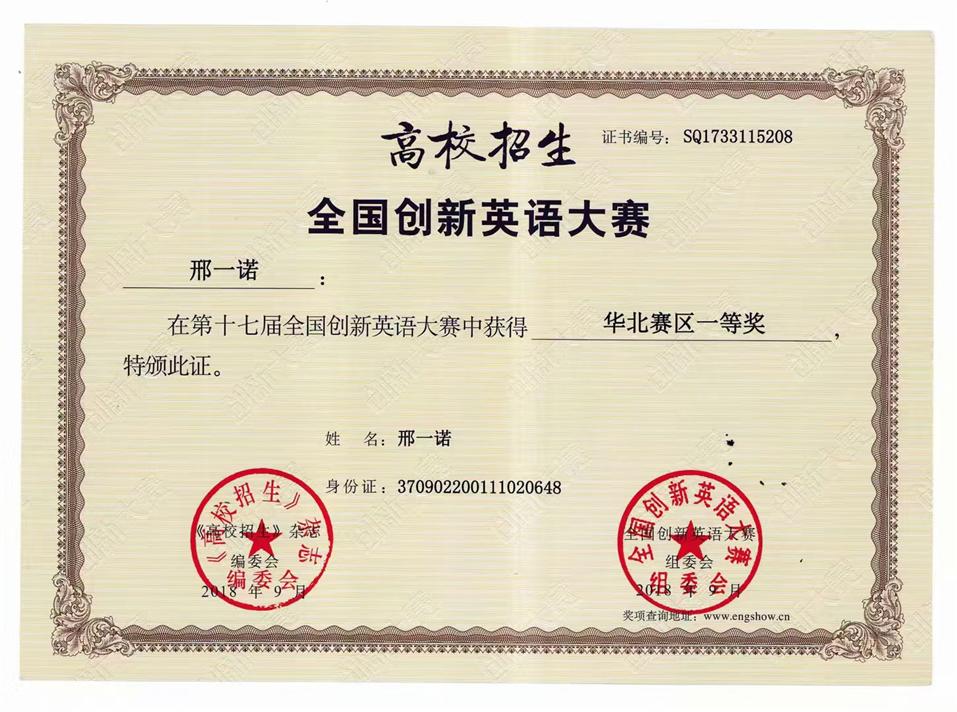 高校招生
证书编号：SQ1733115208
全国创新英语大赛
邢一诺：
在第十七届全国创新英语大赛中获得 华北赛区一等奖，
特颁此证。
姓 名：邢一诺
身份证：370902200111020648
《高校招生》杂志
编委会
2018 年 9 月
《高校招生》杂志
编委会
全国创新英语大赛
组委会
2018 年 9 月
全国创新英语大赛
组委会
奖项查询地址：www.engshow.cn